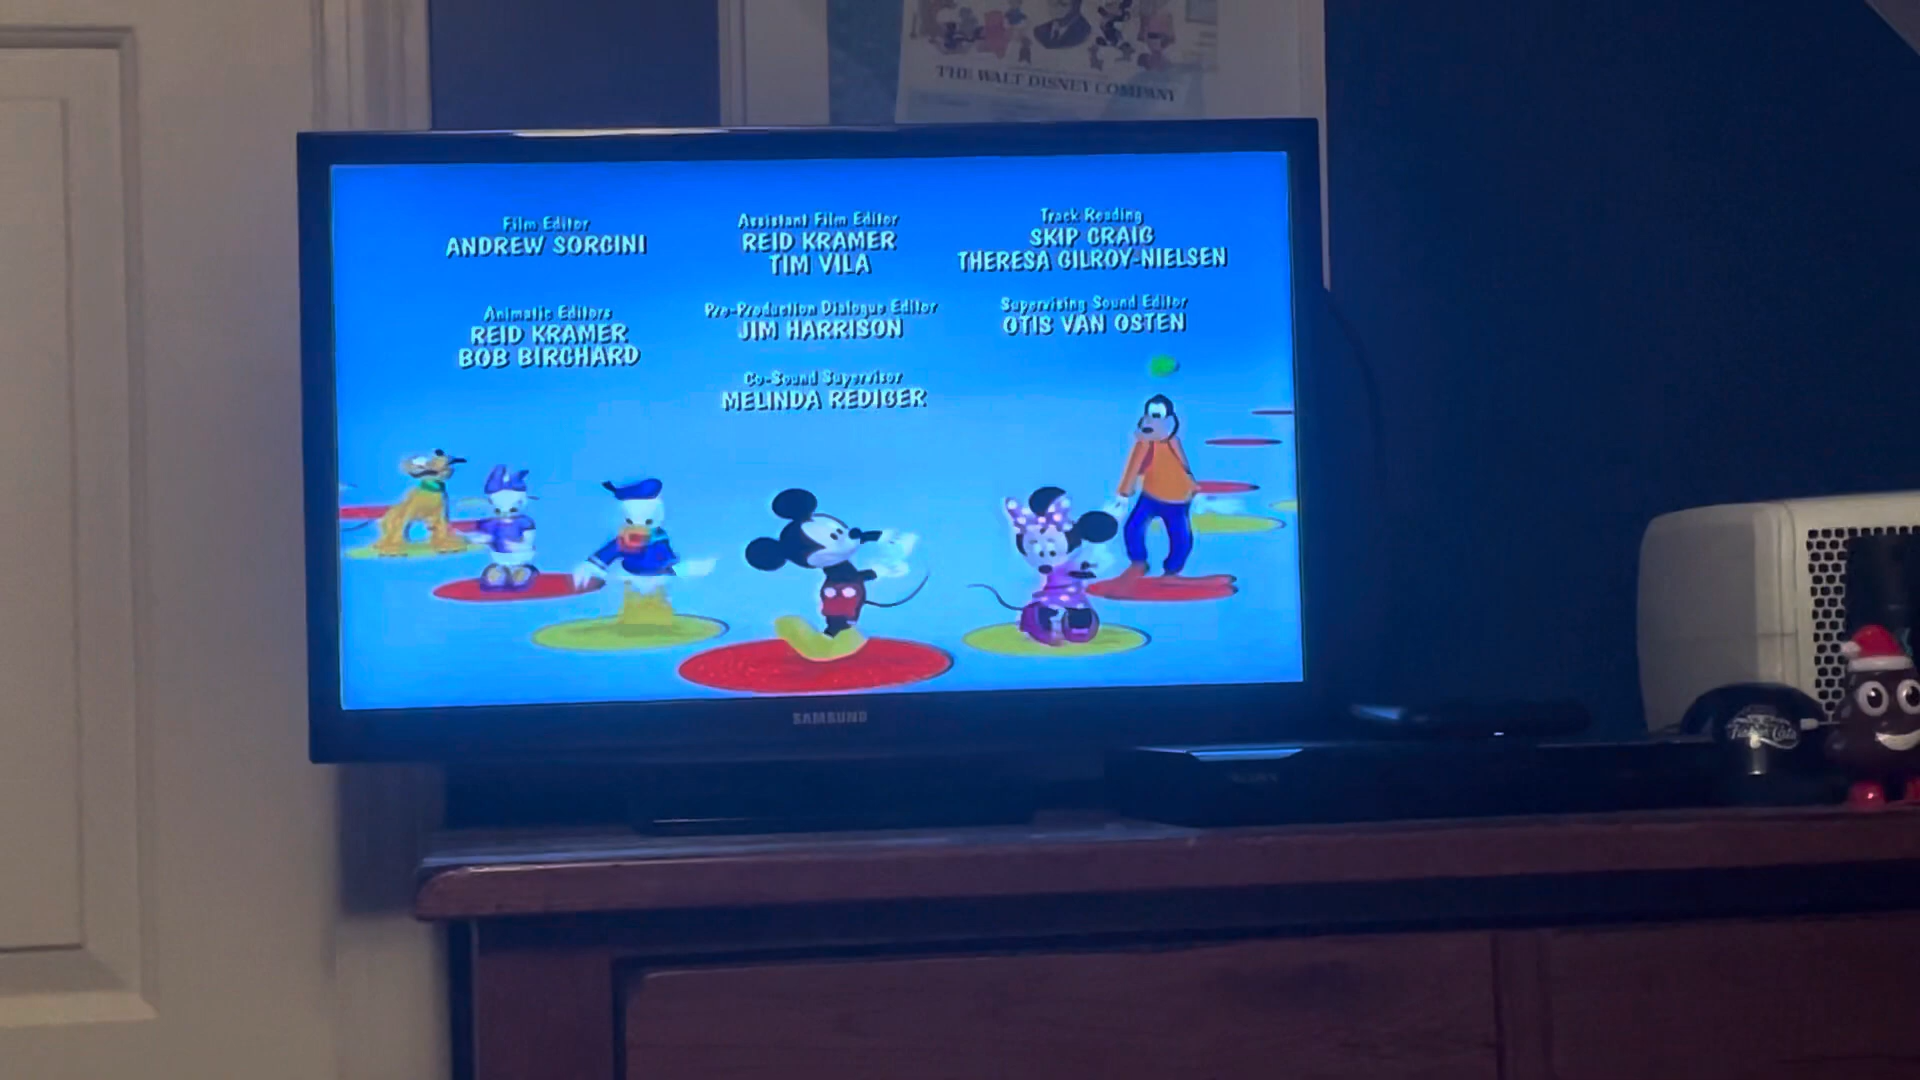 THE WALT DISNEY COMPANY
Film Editor
ANDREW SORCINI
Assistant Film Editor
REID KRAMER
TIM VILA
Track Reading
SKIP CRAIG
THERESA GILROY-NIELSEN
Animatic Editors
REID KRAMER
BOB BIRCHARD
Pre-Production Dialogue Editor
JIM HARRISON
Supervising Sound Editor
OTIS VAN OSTEN
Co-Sound Supervisor
MELINDA REDIGER
SAMSUNG